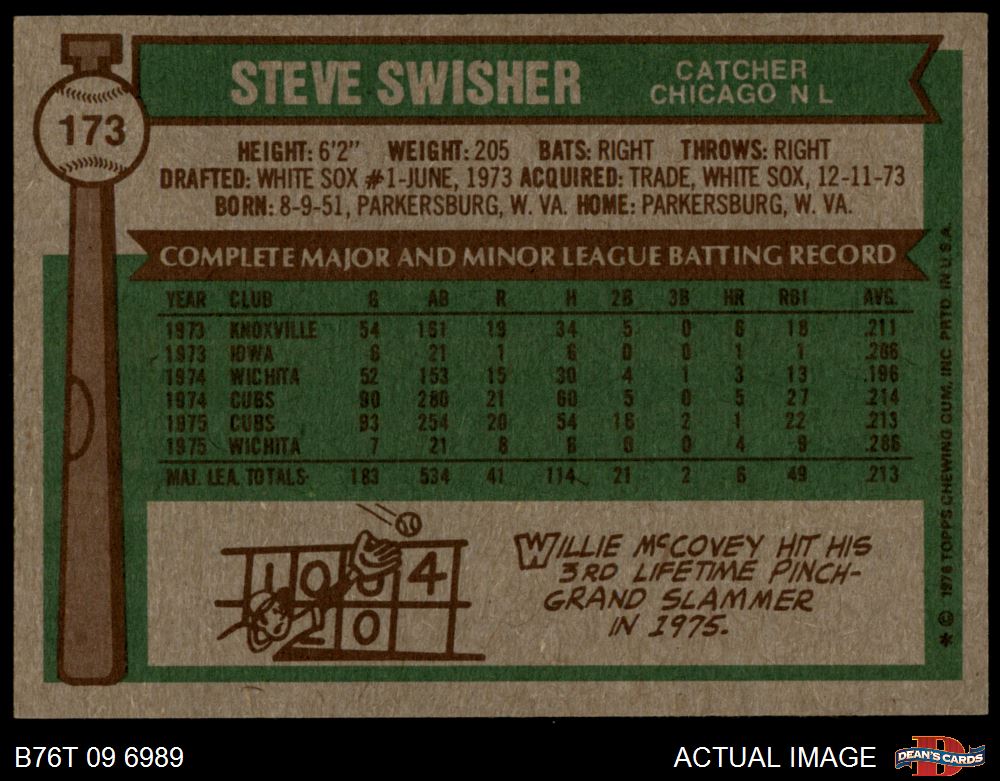 173
STEVE SWISHER
CATCHER
CHICAGO N L
HEIGHT: 6'2" WEIGHT: 205 BATS: RIGHT THROWS: RIGHT
DRAFTED: WHITE SOX #1-JUNE, 1973 ACQUIRED: TRADE, WHITE SOX, 12-11-73
BORN: 8-9-51, PARKERSBURG, W. VA. HOME: PARKERSBURG, W. VA.
COMPLETE MAJOR AND MINOR LEAGUE BATTING RECORD
YEAR CLUB G AB R H 2B 3B HR RBI AVG.
1973 KNOXVILLE 54 161 19 34 5 0 6 18 .211
1973 IOWA 6 21 1 6 0 0 1 1 .286
1974 WICHITA 52 153 15 30 4 1 3 13 .196
1974 CUBS 90 280 21 60 5 0 5 27 .214
1975 CUBS 93 254 20 54 16 2 1 22 .213
1975 WICHITA 7 21 8 6 0 0 4 9 .286
MAJ. LEA. TOTALS 183 534 41 114 21 2 6 49 .213
1 0 0 4
2 0
WILLIE McCOVEY HIT HIS
3RD LIFETIME PINCH-
GRAND SLAMMER
IN 1975.
* © 1976 TOPPS CHEWING GUM, INC. PRTD. IN U.S.A.
B76T 09 6989
ACTUAL IMAGE
D
DEAN'S CARDS